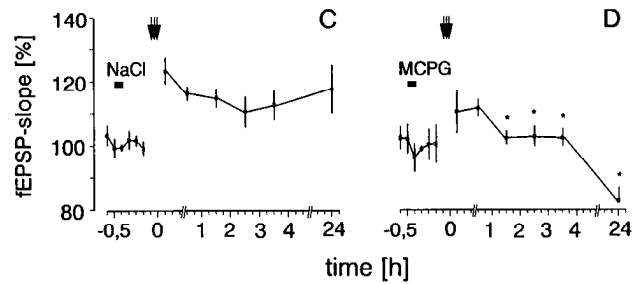 C
D
140
120
100
80
fEPSP-slope [%]
NaCl
MCPG
* * *
*
-0,5 0 1 2 3 4 24
-0,5 0 1 2 3 4 24
time [h]